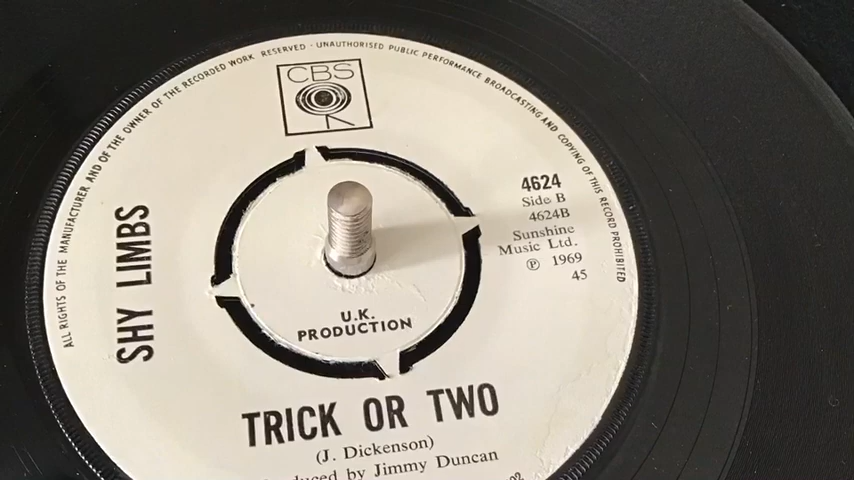 ALL RIGHTS OF THE MANUFACTURER AND OF THE OWNER OF THE RECORDED WORK RESERVED · UNAUTHORISED PUBLIC PERFORMANCE BROADCASTING AND COPYING OF THIS RECORD PROHIBITED
CBS
SHY LIMBS
4624
Side B
4624B
Sunshine
Music Ltd.
℗ 1969
45
U.K.
PRODUCTION
TRICK OR TWO
(J. Dickenson)
by Jimmy Duncan